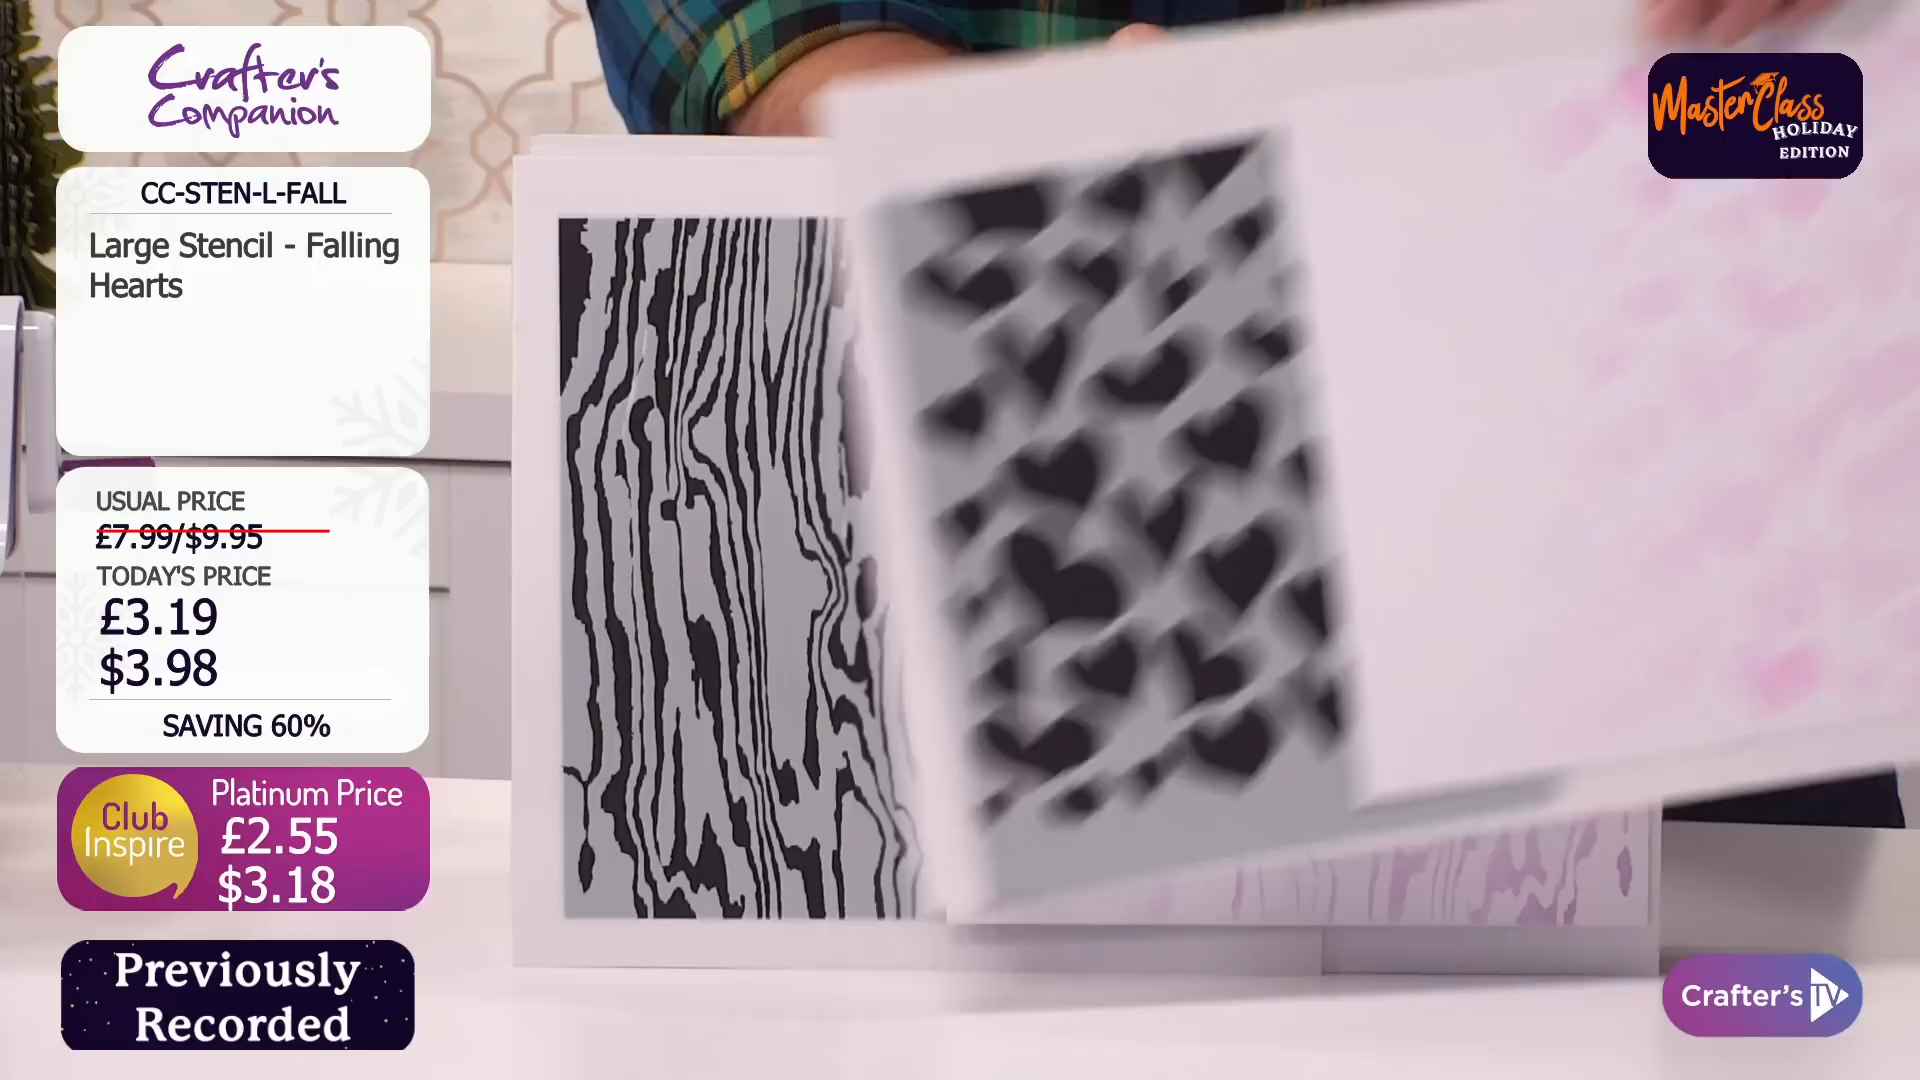 Crafter's
Companion
CC-STEN-L-FALL
Large Stencil - Falling
Hearts
USUAL PRICE
£7.99/$9.95
TODAY'S PRICE
£3.19
$3.98
SAVING 60%
Club
Inspire
Platinum Price
£2.55
$3.18
Previously
Recorded
MasterClass
HOLIDAY
EDITION
Crafter's TV